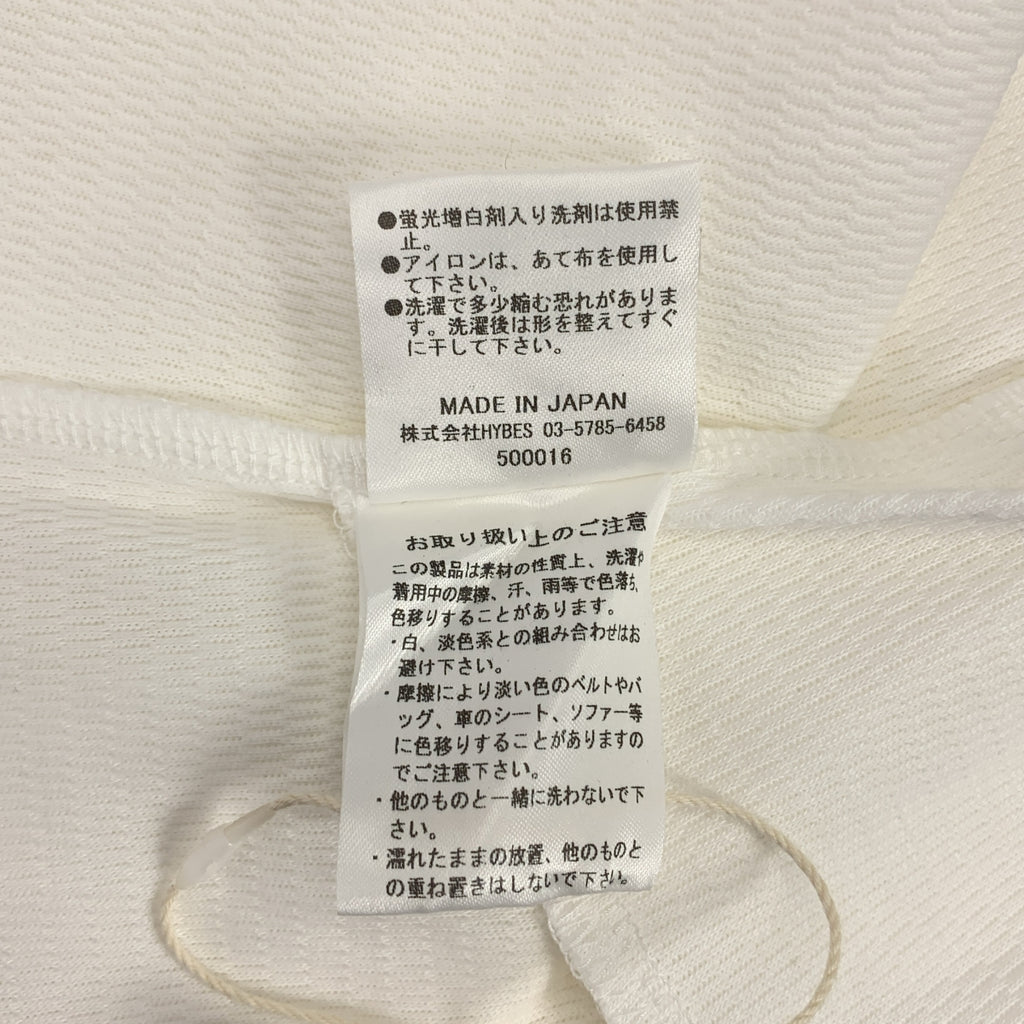 ●蛍光増白剤入り洗剤は使用禁
止。
●アイロンは、あて布を使用し
て下さい。
●洗濯で多少縮む恐れがありま
す。洗濯後は形を整えてすぐ
に干して下さい。
MADE IN JAPAN
株式会社HYBES 03-5785-6458
500016
お取り扱い上のご注意
この製品は素材の性質上、洗濯や
着用中の摩擦、汗、雨等で色落ち、
色移りすることがあります。
・白、淡色系との組み合わせはお
避け下さい。
・摩擦により淡い色のベルトやバ
ッグ、車のシート、ソファー等
に色移りすることがありますの
でご注意下さい。
・他のものと一緒に洗わないで下
さい。
・濡れたままの放置、他のものと
の重ね置きはしないで下さい。